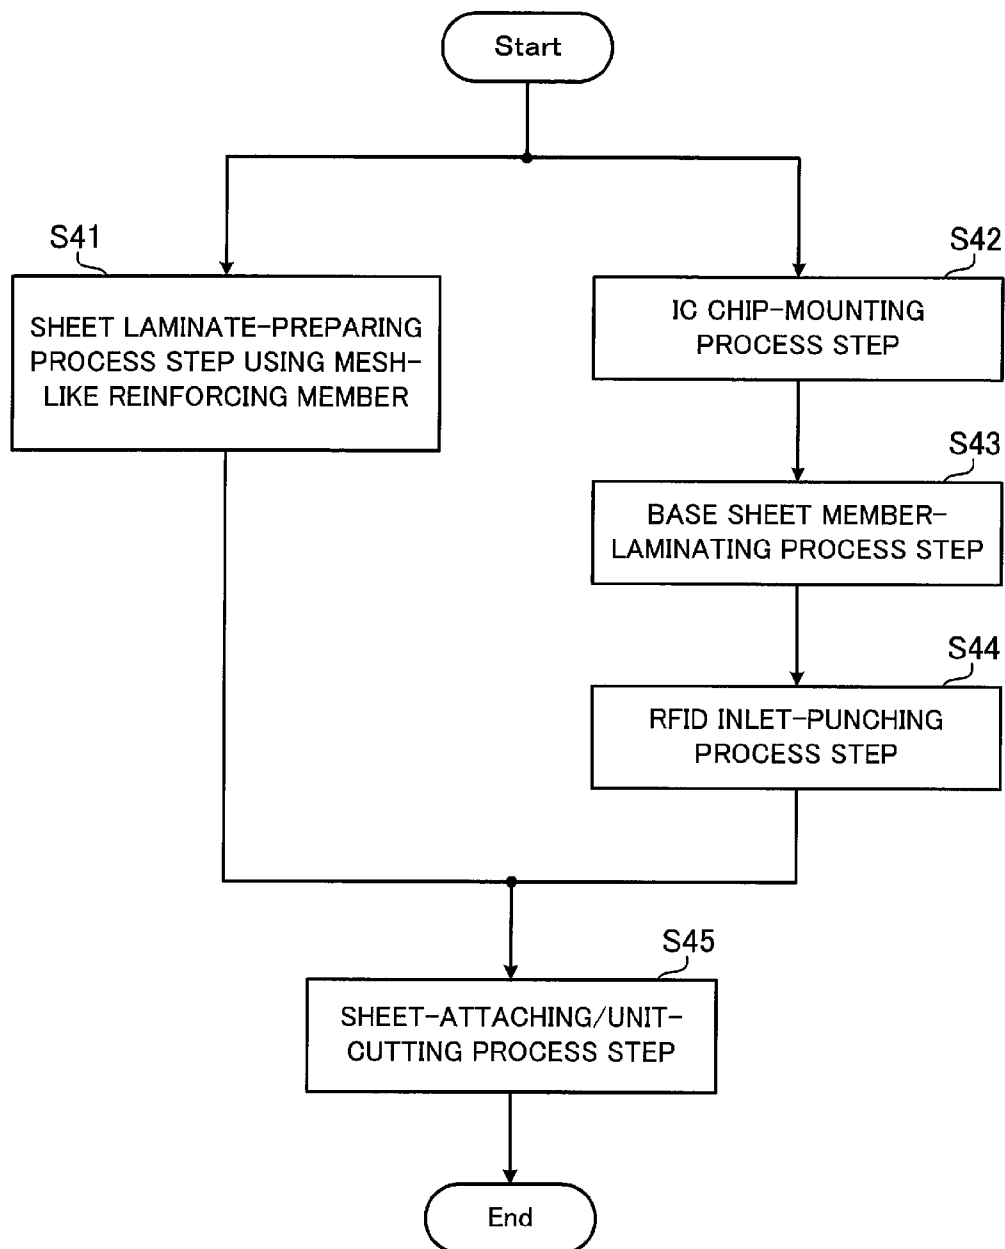 Start
S41
SHEET LAMINATE-PREPARING
PROCESS STEP USING MESH-
LIKE REINFORCING MEMBER
S42
IC CHIP-MOUNTING
PROCESS STEP
S43
BASE SHEET MEMBER-
LAMINATING PROCESS STEP
S44
RFID INLET-PUNCHING
PROCESS STEP
S45
SHEET-ATTACHING/UNIT-
CUTTING PROCESS STEP
End